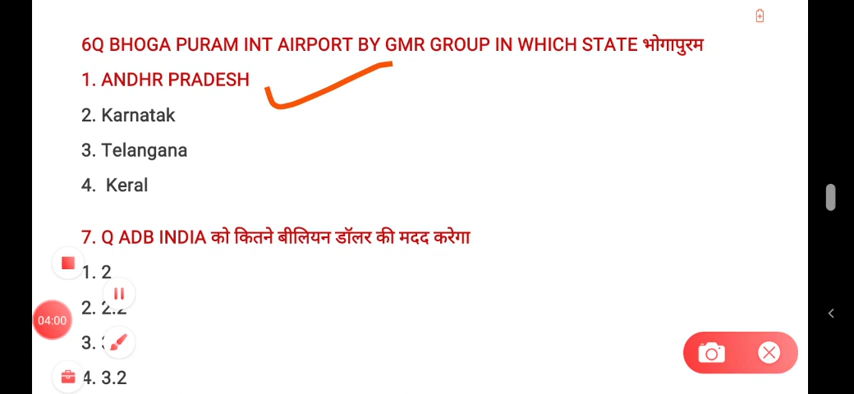 6Q BHOGA PURAM INT AIRPORT BY GMR GROUP IN WHICH STATE भोगापुरम
1. ANDHR PRADESH
2. Karnatak
3. Telangana
4. Keral
7. Q ADB INDIA को कितने बीलियन डॉलर की मदद करेगा
1. 2
2. 2.2
3.
4. 3.2
04:00